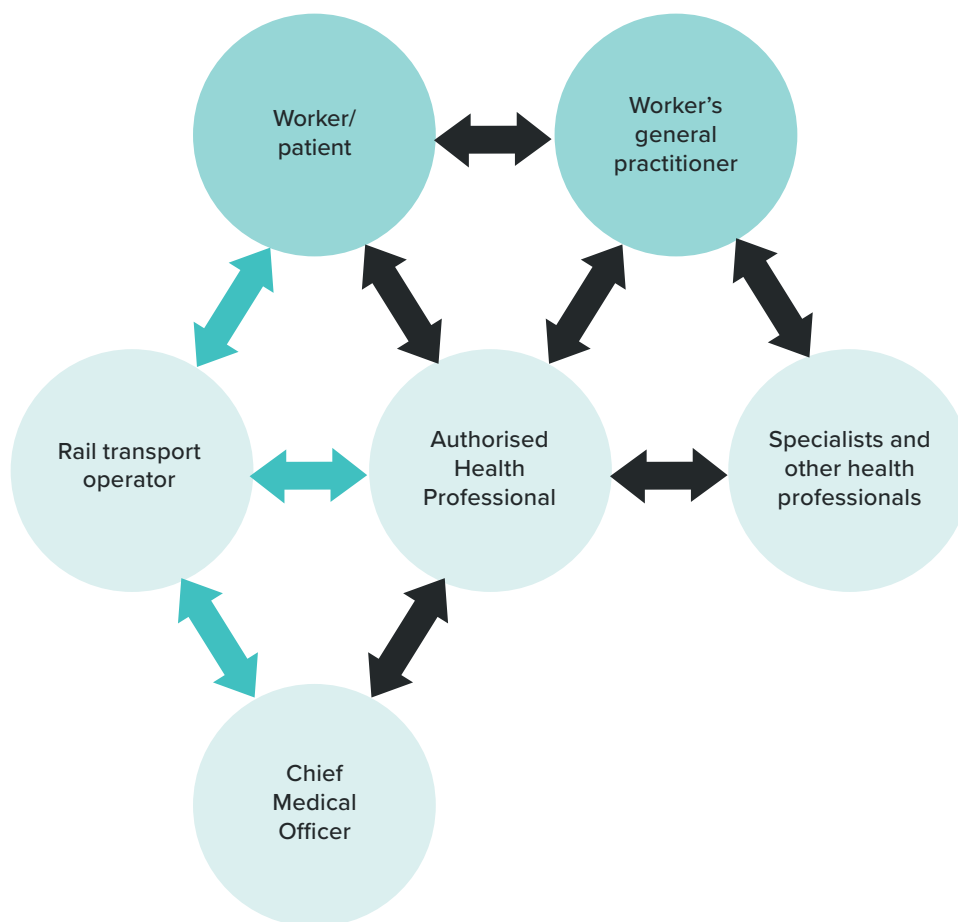 Worker/
patient
Worker’s
general
practitioner
Rail transport
operator
Authorised
Health
Professional
Specialists and
other health
professionals
Chief
Medical
Officer